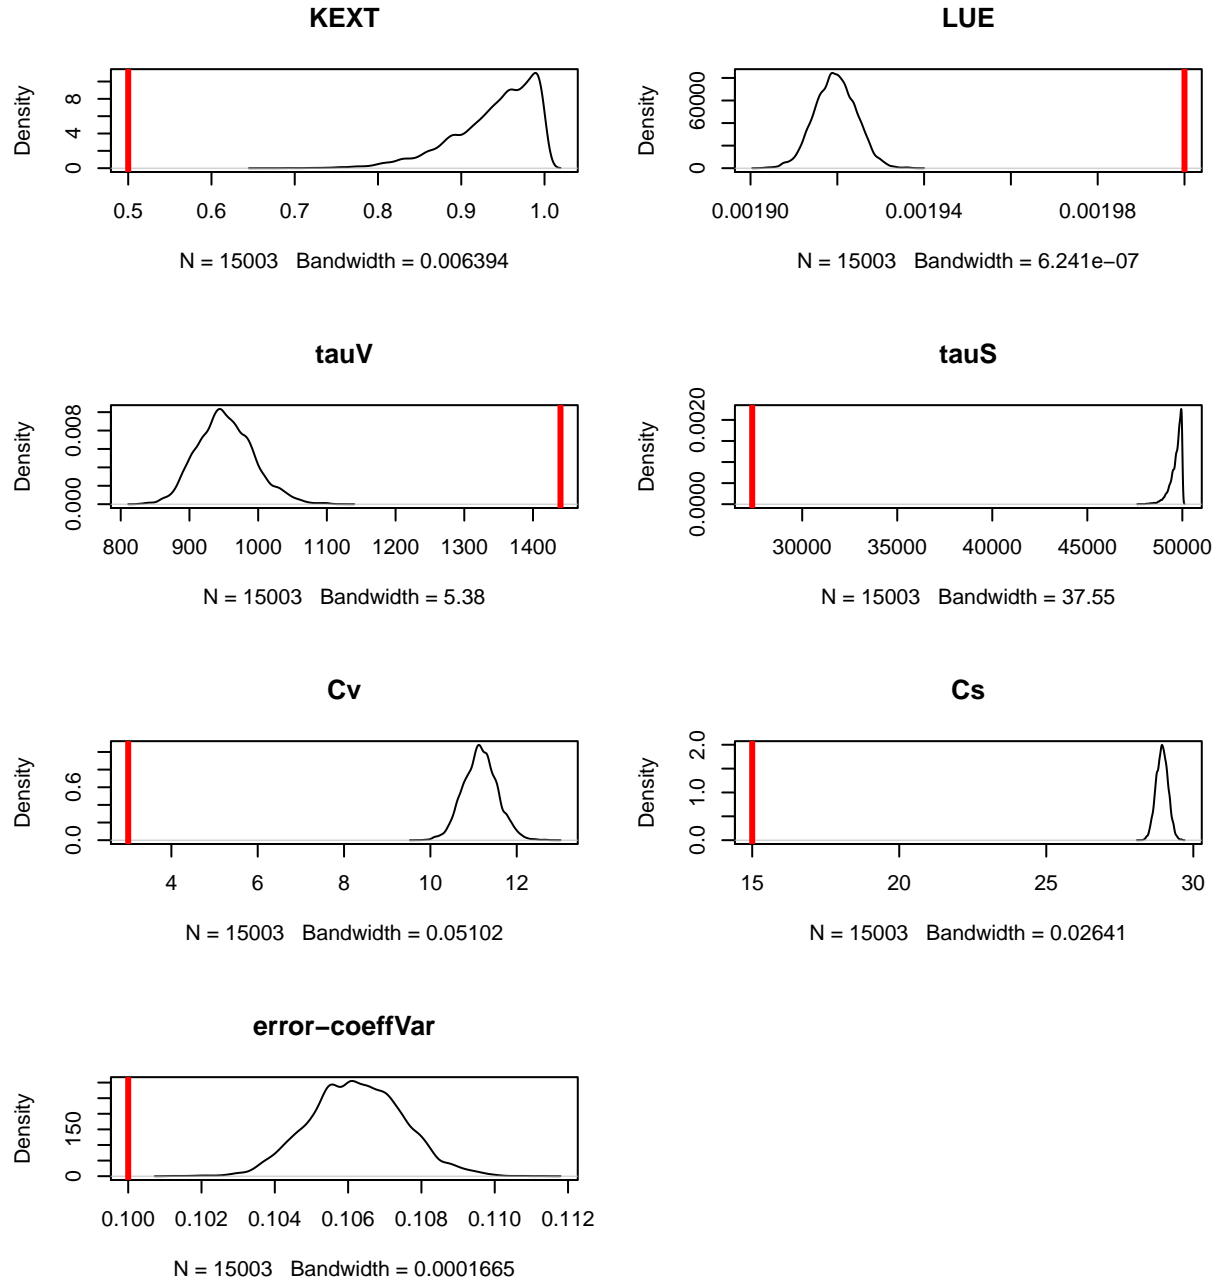 KEXT
Density
0 4 8
0.5 0.6 0.7 0.8 0.9 1.0
N = 15003 Bandwidth = 0.006394
LUE
Density
0 60000
0.00190 0.00194 0.00198
N = 15003 Bandwidth = 6.241e−07
tauV
Density
0.000 0.008
800 900 1000 1100 1200 1300 1400
N = 15003 Bandwidth = 5.38
tauS
Density
0.0000 0.0020
30000 35000 40000 45000 50000
N = 15003 Bandwidth = 37.55
Cv
Density
0.0 0.6
4 6 8 10 12
N = 15003 Bandwidth = 0.05102
Cs
Density
0.0 1.0 2.0
15 20 25 30
N = 15003 Bandwidth = 0.02641
error−coeffVar
Density
0 150
0.100 0.102 0.104 0.106 0.108 0.110 0.112
N = 15003 Bandwidth = 0.0001665